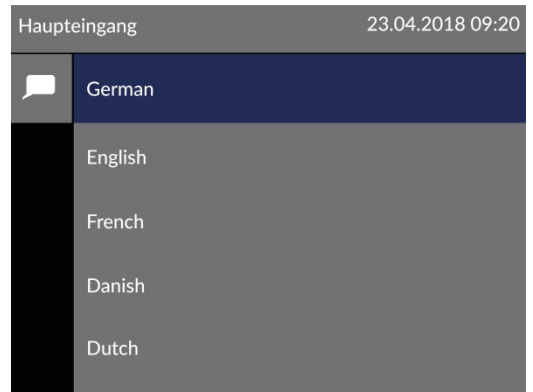 Haupteingang 23.04.2018 09:20
German
English
French
Danish
Dutch